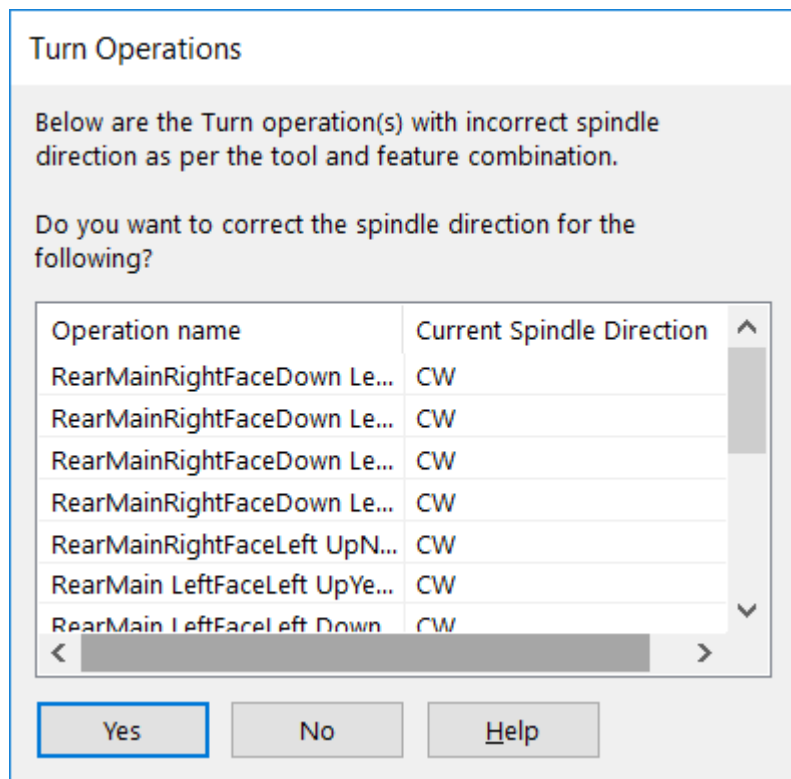 Turn Operations
Below are the Turn operation(s) with incorrect spindle
direction as per the tool and feature combination.
Do you want to correct the spindle direction for the
following?
Operation name Current Spindle Direction
RearMainRightFaceDown Le... CW
RearMainRightFaceDown Le... CW
RearMainRightFaceDown Le... CW
RearMainRightFaceDown Le... CW
RearMainRightFaceLeft UpN... CW
RearMain LeftFaceLeft UpYe... CW
RearMain LeftFaceLeft Down CW
Yes No Help